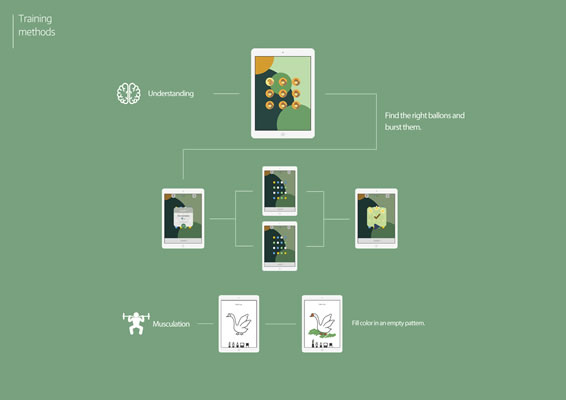 Training
methods
Understanding
Find the right ballons and
burst them.
Musculation
Fill color in an empty pattern.